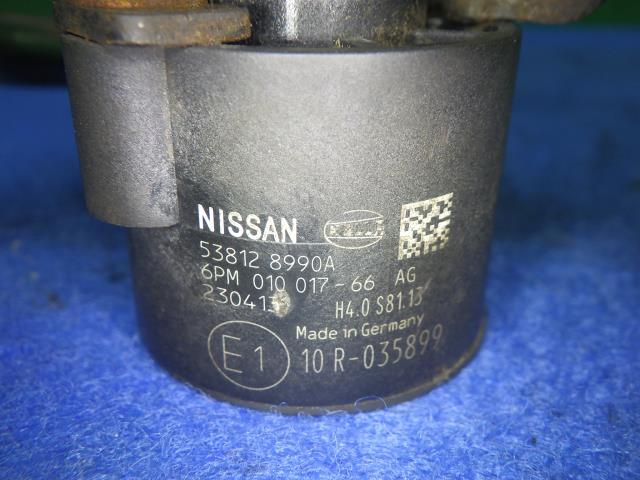 NISSAN HELLA
53812 8990A
6PM 010 017-66 AG
230413 H4.0 S81.13
Made in Germany
E1 10 R-035899